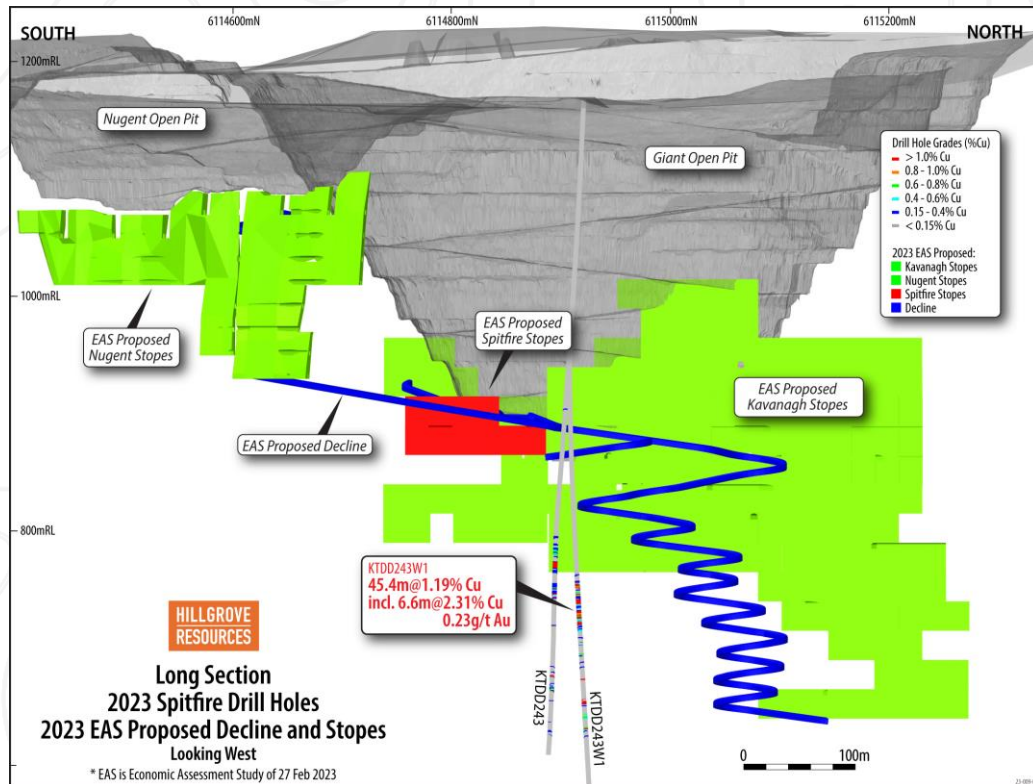 6114600mN
6114800mN
6115000mN
6115200mN
SOUTH
NORTH
1200mRL
Nugent Open Pit
Giant Open Pit
Drill Hole Grades (%Cu)
> 1.0% Cu
0.8 - 1.0% Cu
0.6 - 0.8% Cu
0.4 - 0.6% Cu
0.15 - 0.4% Cu
< 0.15% Cu
2023 EAS Proposed:
Kavanagh Stopes
Nugent Stopes
Spitfire Stopes
Decline
1000mRL
EAS Proposed
Nugent Stopes
EAS Proposed
Spitfire Stopes
EAS Proposed
Kavanagh Stopes
EAS Proposed Decline
800mRL
KTDD243W1
45.4m@1.19% Cu
incl. 6.6m@2.31% Cu
0.23g/t Au
KTDD243
KTDD243W1
HILLGROVE
RESOURCES
Long Section
2023 Spitfire Drill Holes
2023 EAS Proposed Decline and Stopes
Looking West
* EAS is Economic Assessment Study of 27 Feb 2023
0
100m